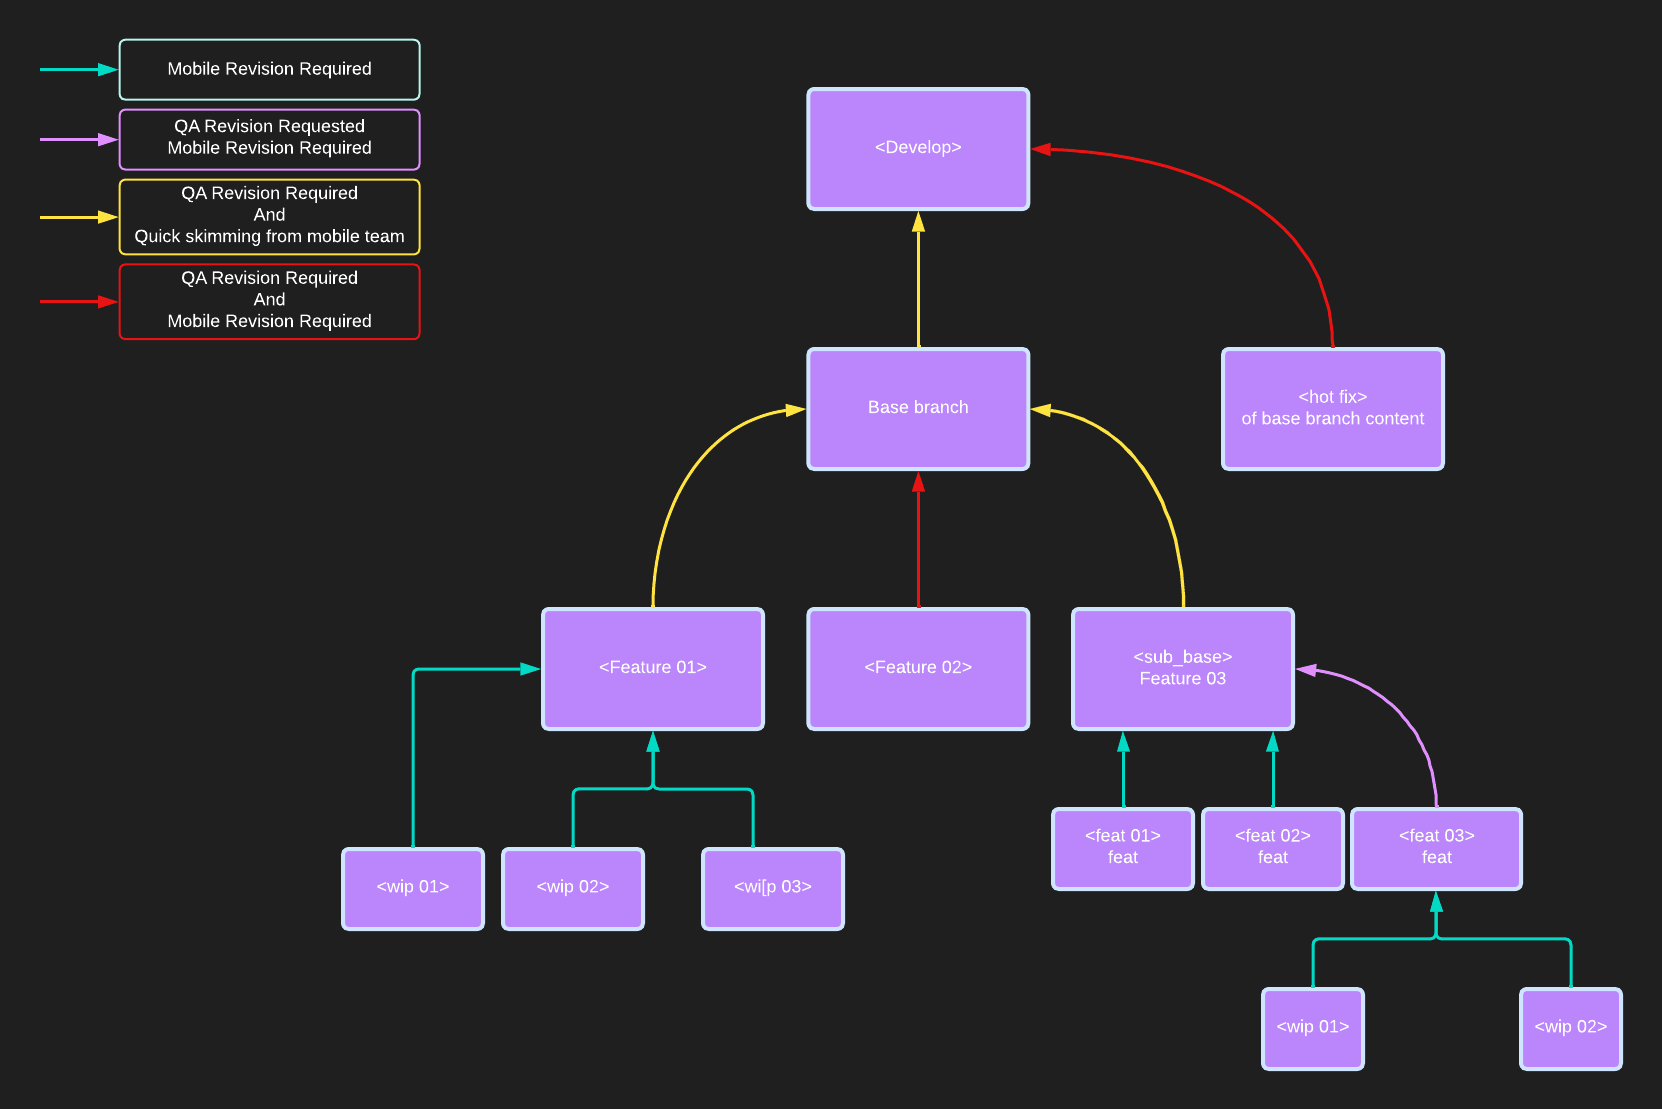 Mobile Revision Required
QA Revision Requested
Mobile Revision Required
QA Revision Required
And
Quick skimming from mobile team
QA Revision Required
And
Mobile Revision Required
<Develop>
Base branch
<hot fix>
of base branch content
<Feature 01>
<Feature 02>
<sub_base>
Feature 03
<feat 01>
feat
<feat 02>
feat
<feat 03>
feat
<wip 01>
<wip 02>
<wi[p 03>
<wip 01>
<wip 02>